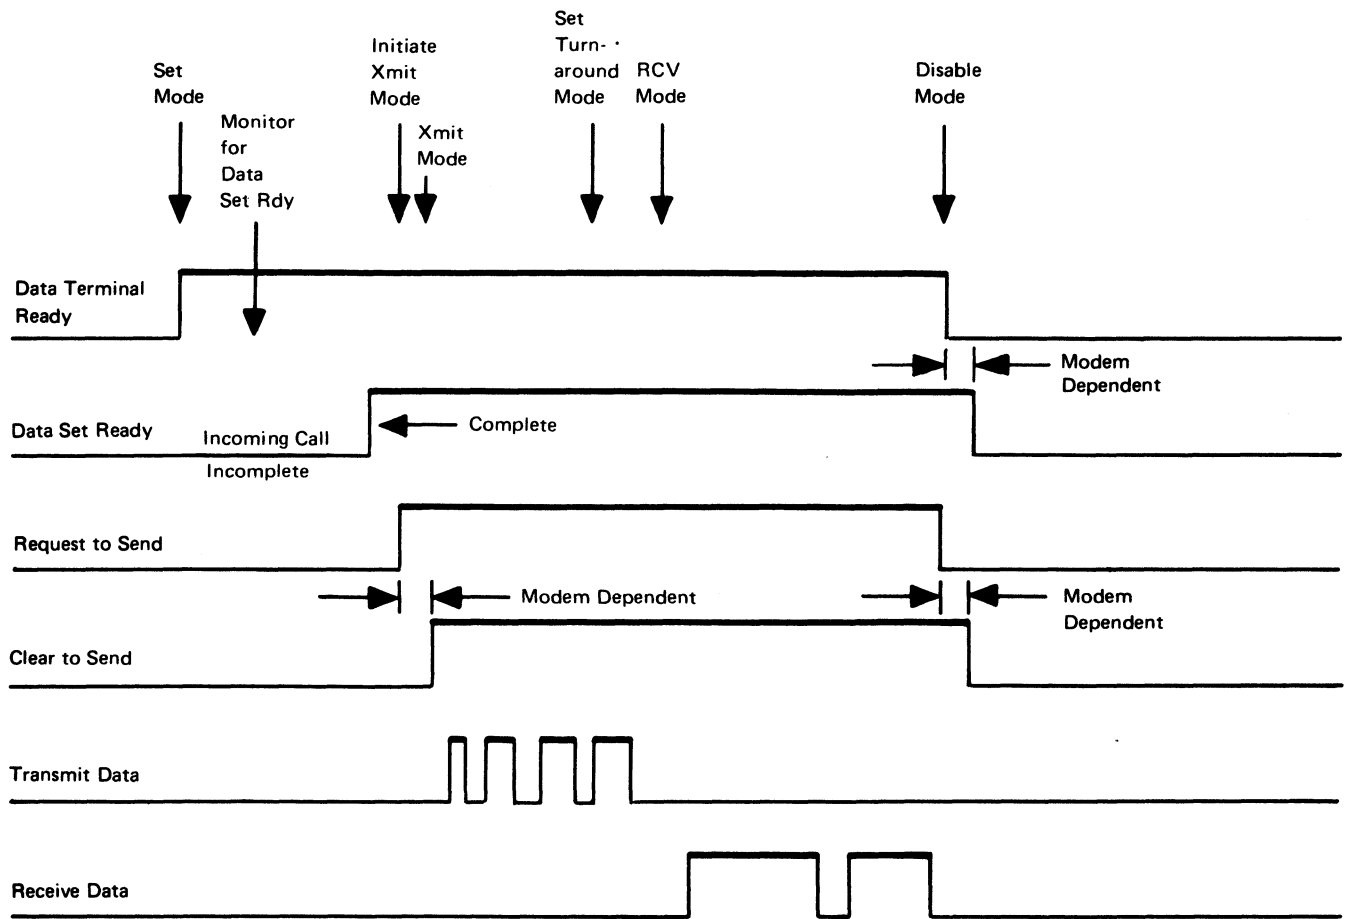 Set
Mode
Monitor
for
Data
Set Rdy
Initiate
Xmit
Mode
Xmit
Mode
Set
Turn-
around
Mode
RCV
Mode
Disable
Mode
Data Terminal
Ready
Modem
Dependent
Data Set Ready
Incoming Call
Incomplete
Complete
Request to Send
Modem Dependent
Modem
Dependent
Clear to Send
Transmit Data
Receive Data